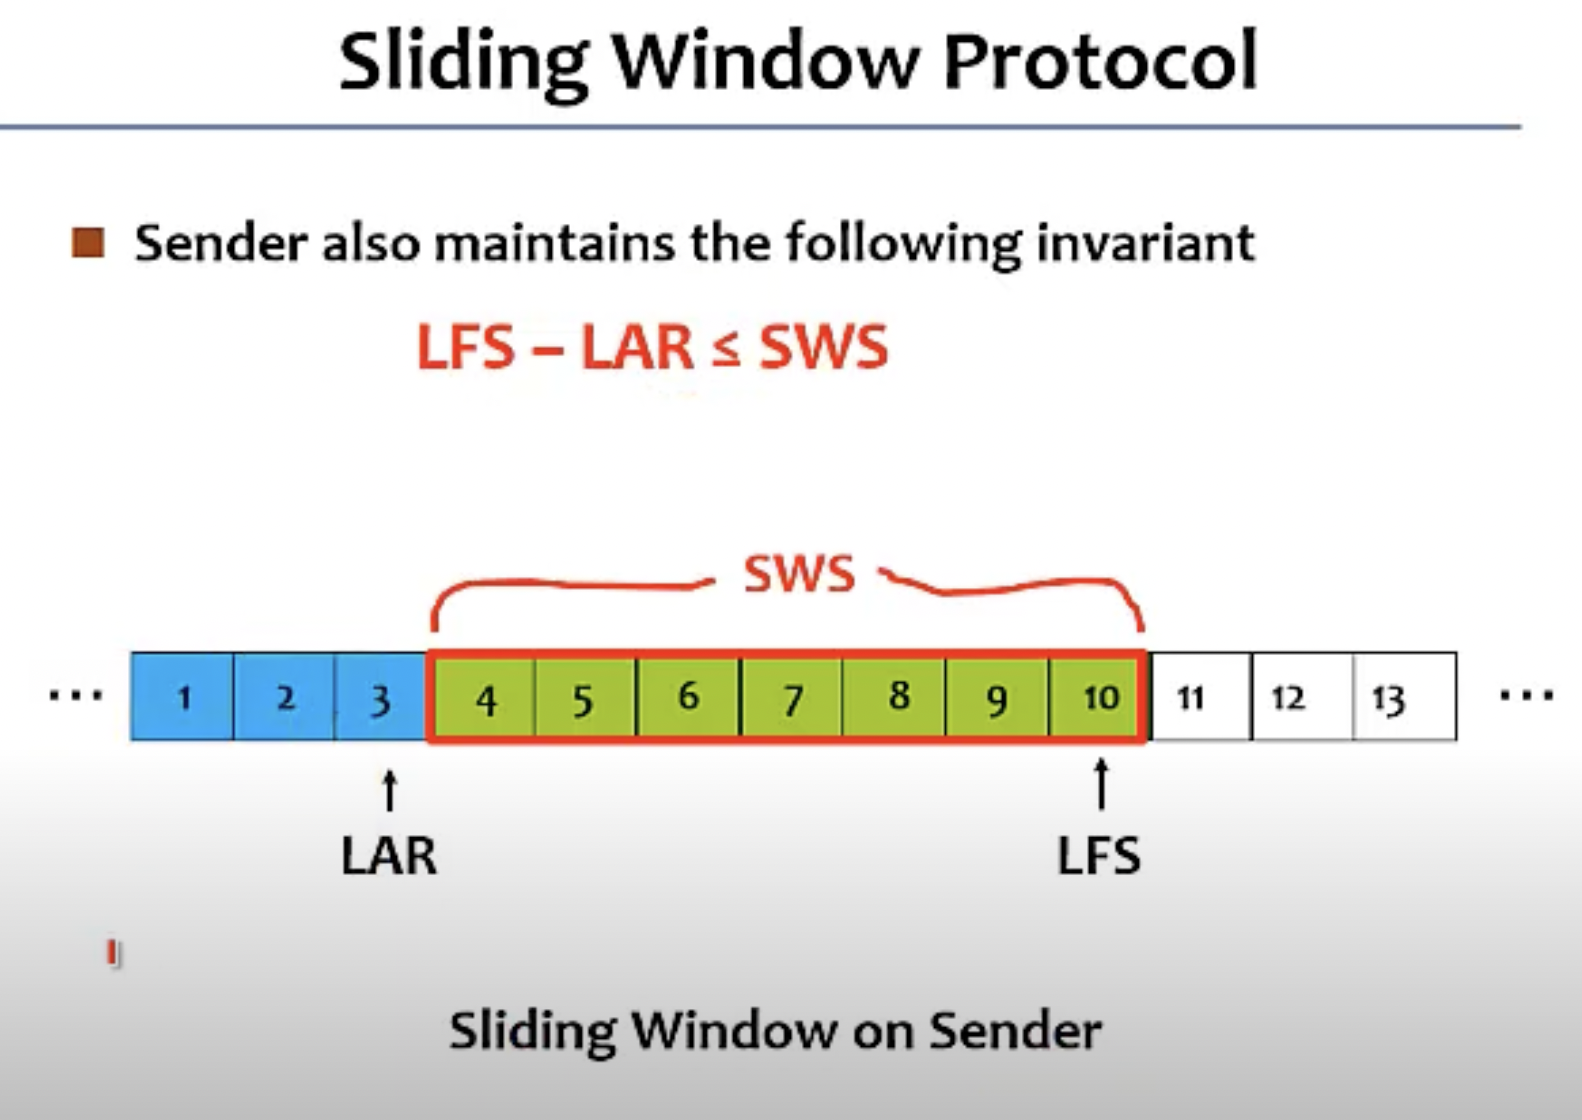 Sliding Window Protocol
Sender also maintains the following invariant
LFS – LAR ≤ SWS
SWS
... 1 2 3 4 5 6 7 8 9 10 11 12 13 ...
LAR LFS
Sliding Window on Sender